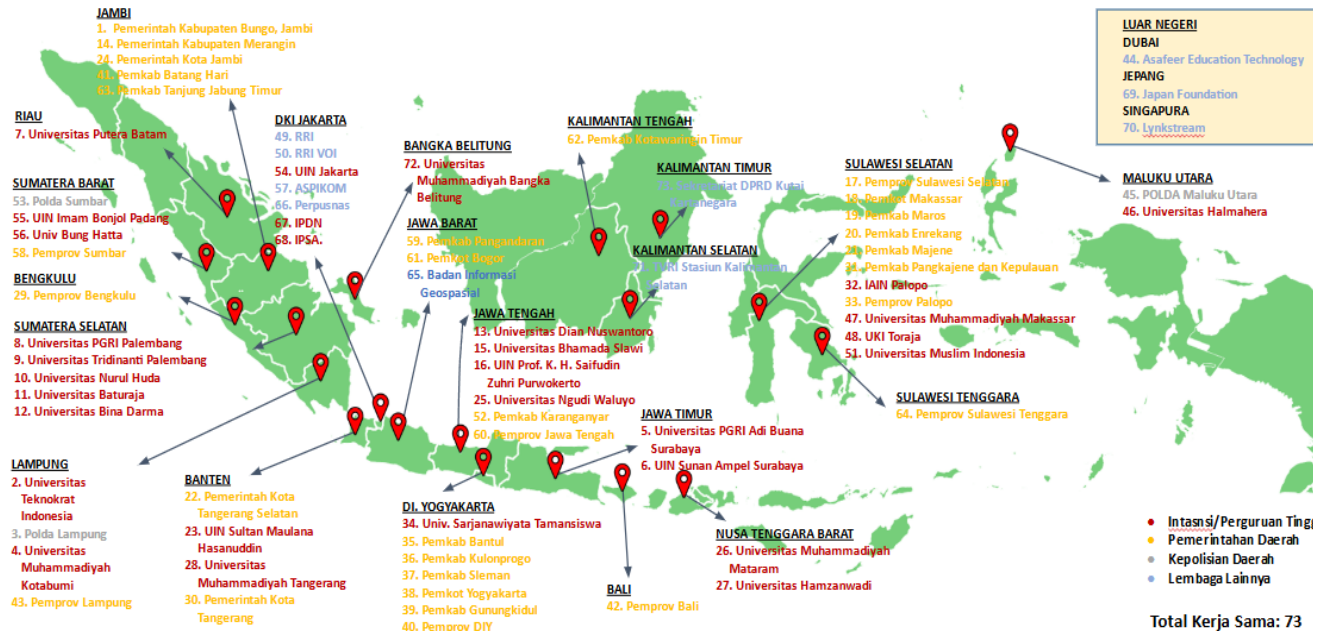 JAMBI
1. Pemerintah Kabupaten Bungo, Jambi
14. Pemerintah Kabupaten Merangin
24. Pemerintah Kota Jambi
41. Pemkab Batang Hari
63. Pemkab Tanjung Jabung Timur
RIAU
7. Universitas Putera Batam
SUMATERA BARAT
53. Polda Sumbar
55. UIN Imam Bonjol Padang
56. Univ Bung Hatta
58. Pemprov Sumbar
BENGKULU
29. Pemprov Bengkulu
SUMATERA SELATAN
8. Universitas PGRI Palembang
9. Universitas Tridinanti Palembang
10. Universitas Nurul Huda
11. Universitas Baturaja
12. Universitas Bina Darma
LAMPUNG
2. Universitas
Teknokrat
Indonesia
3. Polda Lampung
4. Universitas
Muhammadiyah
Kotabumi
43. Pemprov Lampung
DKI JAKARTA
49. RRI
50. RRI VOI
54. UIN Jakarta
57. ASPIKOM
66. Perpusnas
67. IPDN
68. IPSA.
BANGKA BELITUNG
72. Universitas
Muhammadiyah Bangka
Belitung
JAWA BARAT
59. Pemkab Pangandaran
61. Pemkot Bogor
65. Badan Informasi
Geospasial
JAWA TENGAH
13. Universitas Dian Nuswantoro
15. Universitas Bhamada Slawi
16. UIN Prof. K. H. Saifudin
Zuhri Purwokerto
25. Universitas Ngudi Waluyo
52. Pemkab Karanganyar
60. Pemprov Jawa Tengah
BANTEN
22. Pemerintah Kota
Tangerang Selatan
23. UIN Sultan Maulana
Hasanuddin
28. Universitas
Muhammadiyah Tangerang
30. Pemerintah Kota
Tangerang
DI. YOGYAKARTA
34. Univ. Sarjanawiyata Tamansiswa
35. Pemkab Bantul
36. Pemkab Kulonprogo
37. Pemkab Sleman
38. Pemkot Yogyakarta
39. Pemkab Gunungkidul
40. Pemprov DIY
JAWA TIMUR
5. Universitas PGRI Adi Buana
Surabaya
6. UIN Sunan Ampel Surabaya
BALI
42. Pemprov Bali
NUSA TENGGARA BARAT
26. Universitas Muhammadiyah
Mataram
27. Universitas Hamzanwadi
KALIMANTAN TENGAH
62. Pemkab Kotawaringin Timur
KALIMANTAN TIMUR
Sekretariat DPRD Kutai
Kartanegara
KALIMANTAN SELATAN
Stasiun Kalimantan
Selatan
SULAWESI SELATAN
17. Pemprov Sulawesi Selatan
18. Pemkot Makassar
19. Pemkab Maros
20. Pemkab Enrekang
Pemkab Majene
Pemkab Pangkajene dan Kepulauan
32. IAIN Palopo
33. Pemprov Palopo
47. Universitas Muhammadiyah Makassar
48. UKI Toraja
51. Universitas Muslim Indonesia
SULAWESI TENGGARA
64. Pemprov Sulawesi Tenggara
MALUKU UTARA
45. POLDA Maluku Utara
46. Universitas Halmahera
LUAR NEGERI
DUBAI
44. Asafeer Education Technology
JEPANG
69. Japan Foundation
SINGAPURA
70. Lynkstream
Intasnsi/Perguruan Tingg
Pemerintahan Daerah
Kepolisian Daerah
Lembaga Lainnya
Total Kerja Sama: 73